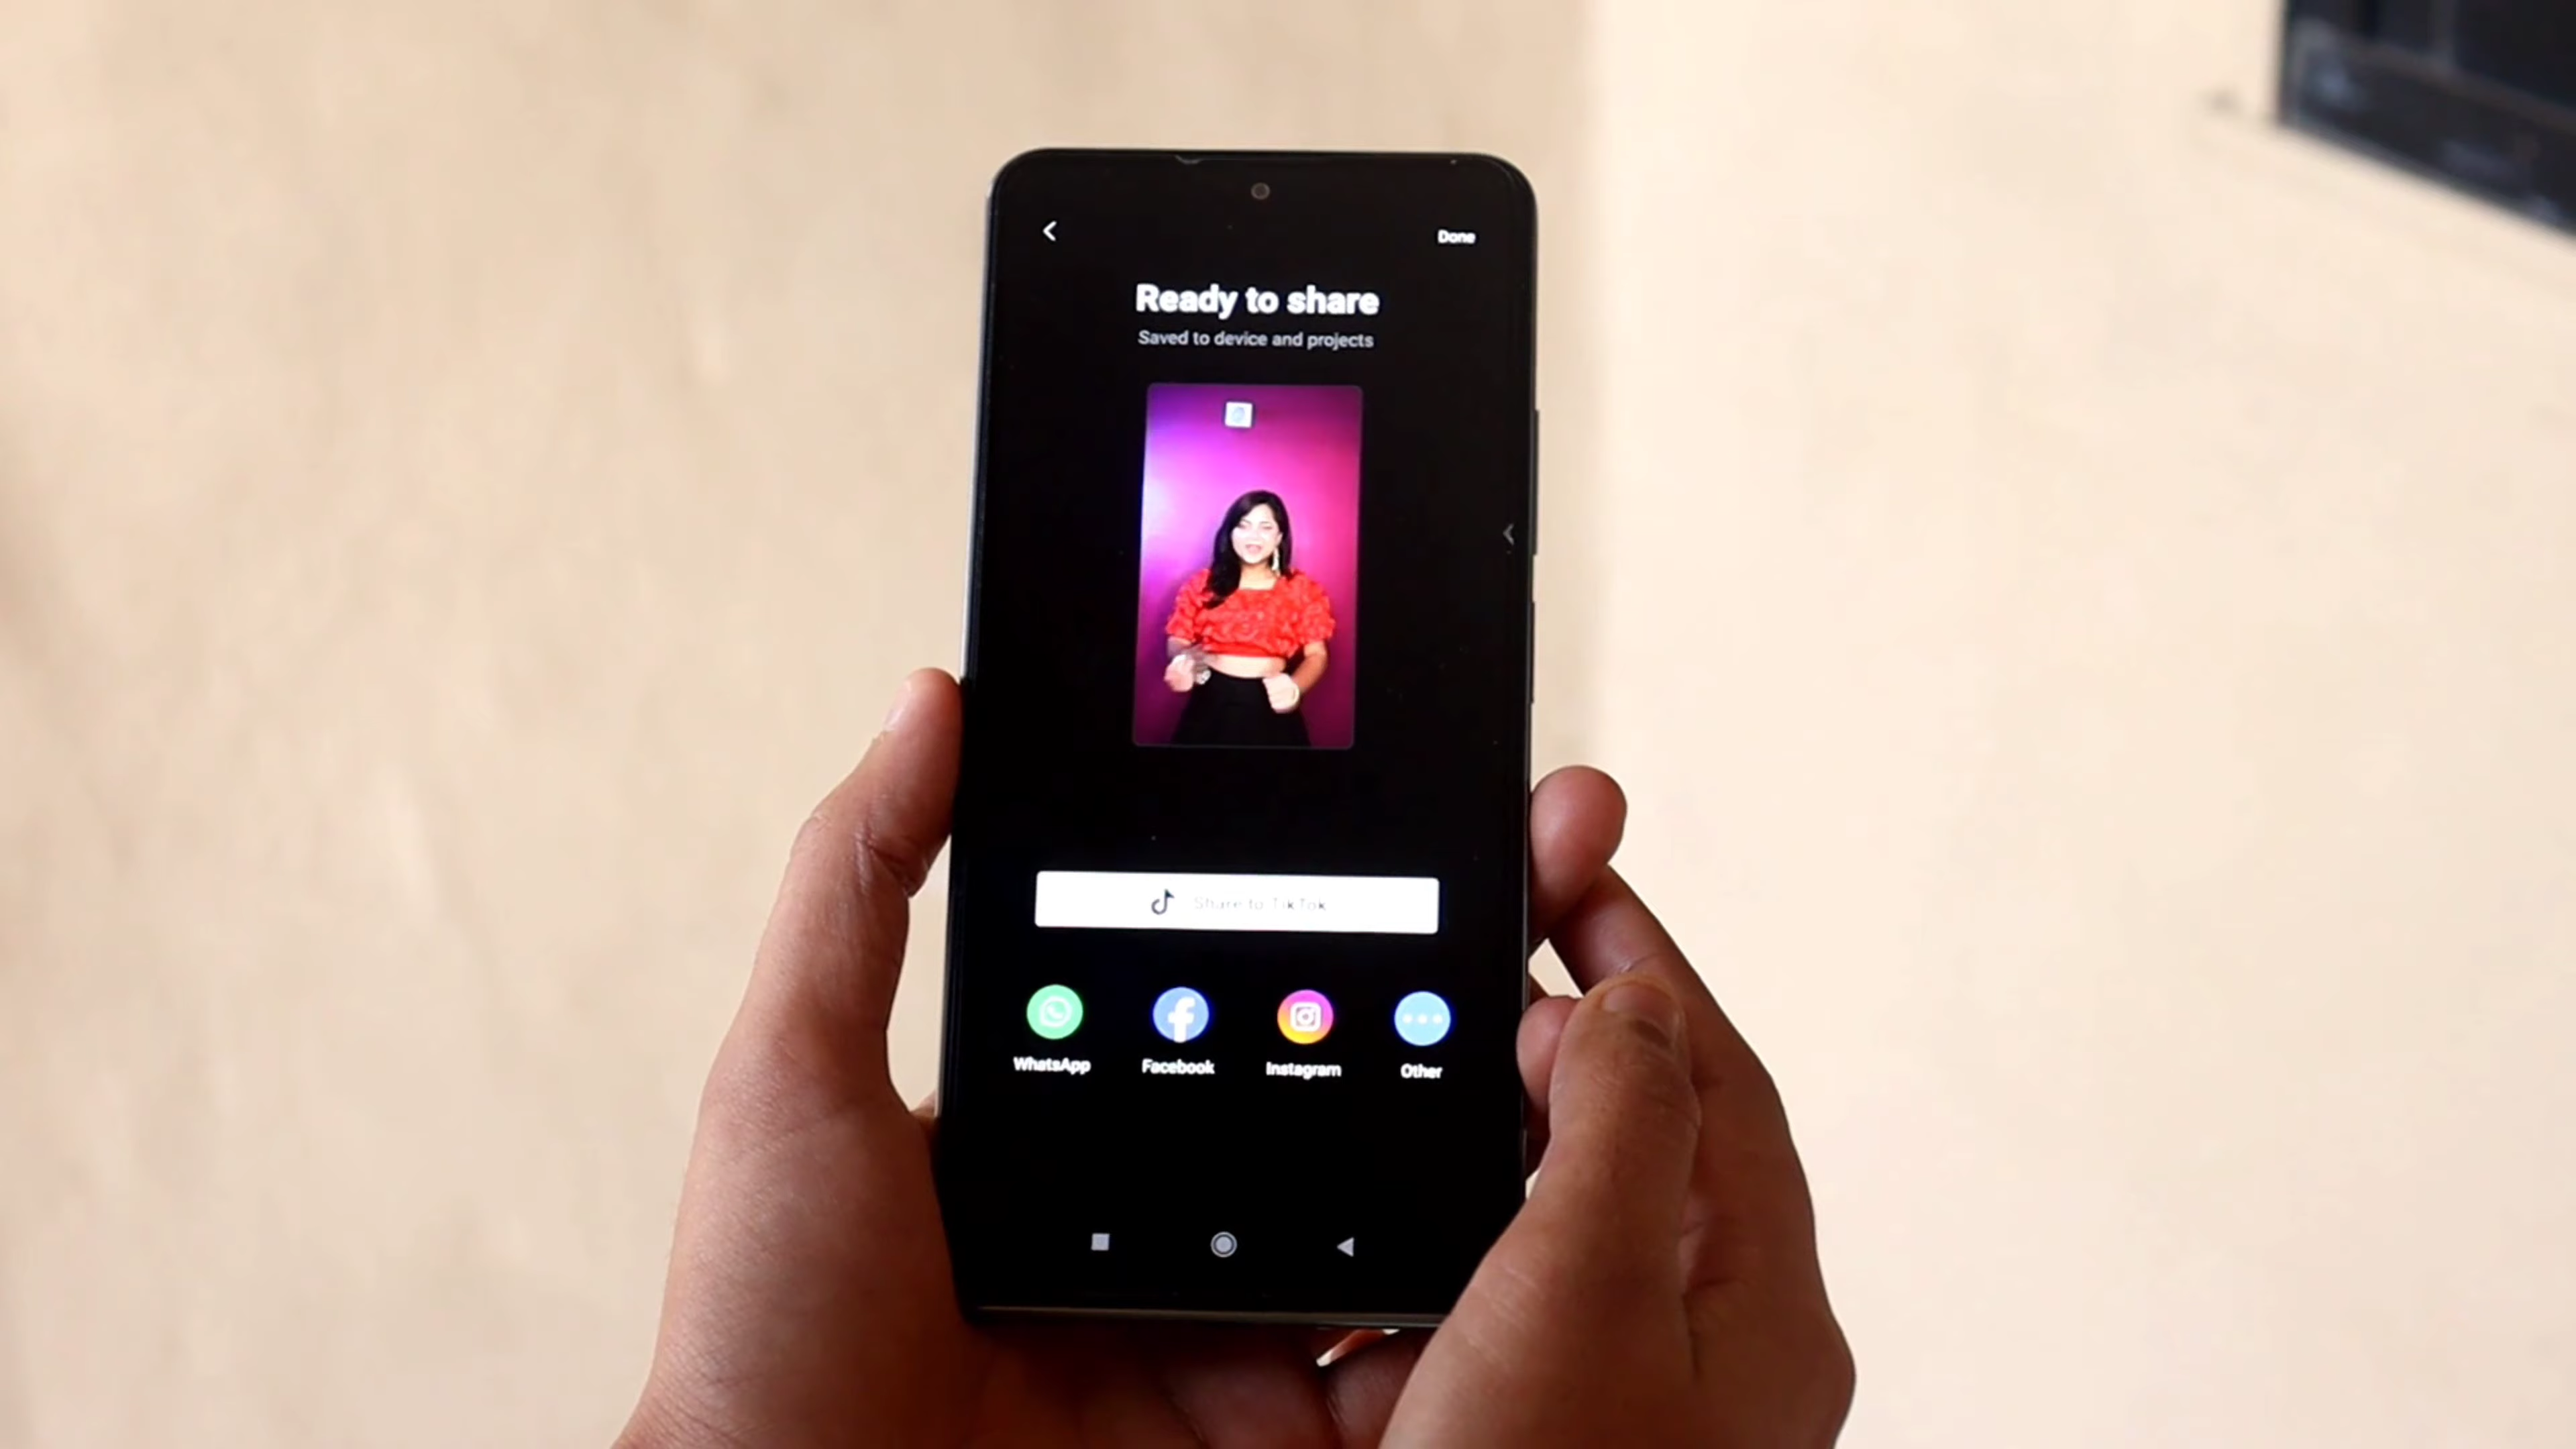 Done
Ready to share
Saved to device and projects
Share to TikTok
WhatsApp
Facebook
Instagram
Other